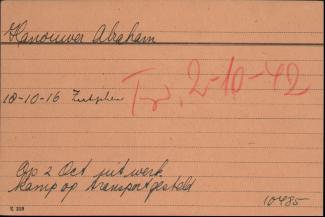 Hanouwer Abraham
Tr, 2-10-42
18-10-16 Zutphen
Op 2 Oct uit werk
kamp op transport gesteld
10485